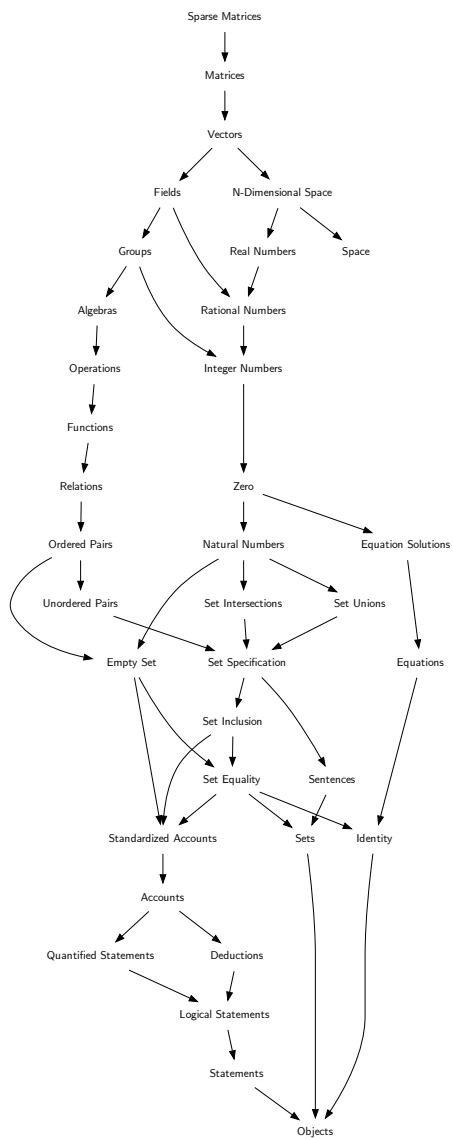 Sparse Matrices
Matrices
Vectors
Fields
N-Dimensional Space
Groups
Real Numbers
Space
Algebras
Rational Numbers
Operations
Integer Numbers
Functions
Relations
Zero
Ordered Pairs
Natural Numbers
Equation Solutions
Unordered Pairs
Set Intersections
Set Unions
Empty Set
Set Specification
Equations
Set Inclusion
Set Equality
Sentences
Standardized Accounts
Sets
Identity
Accounts
Quantified Statements
Deductions
Logical Statements
Statements
Objects